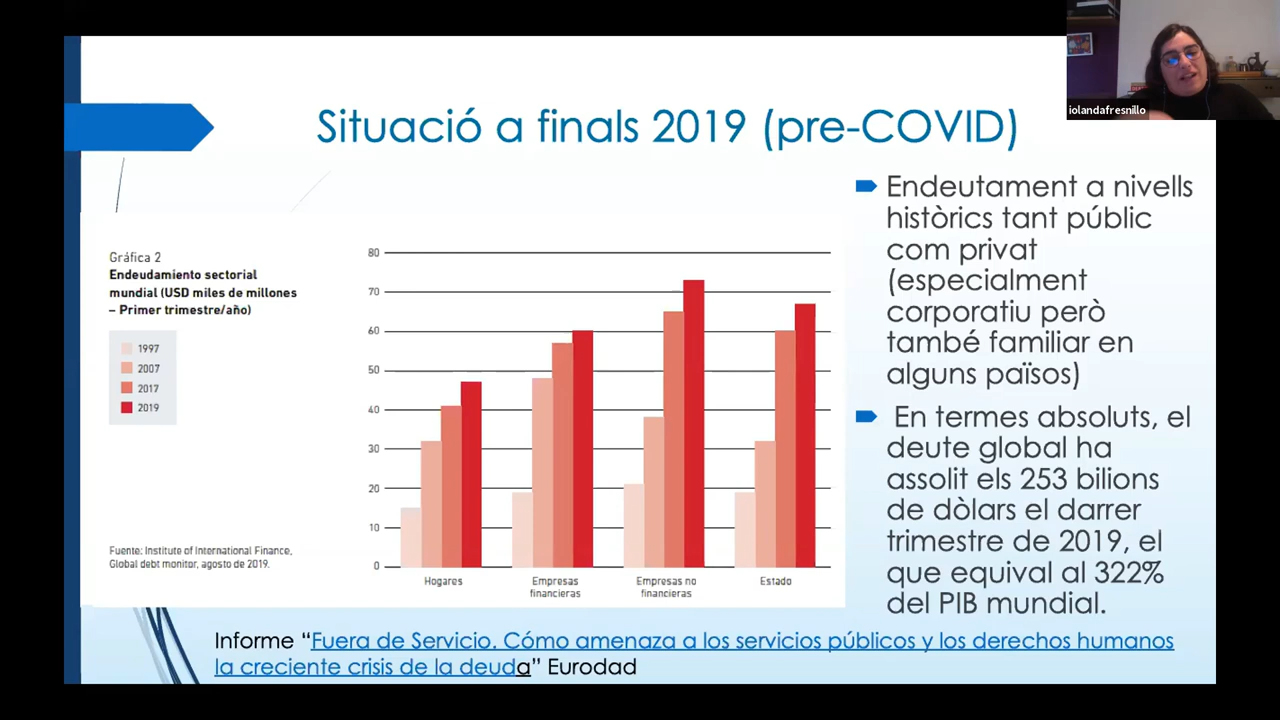 iolandafresnillo
Situació a finals 2019 (pre-COVID)
Gráfica 2
Endeudamiento sectorial
mundial (USD miles de millones
– Primer trimestre/año)
1997
2007
2017
2019
Fuente: Institute of International Finance,
Global debt monitor, agosto de 2019.
80
70
60
50
40
30
20
10
0
Hogares
Empresas
financieras
Empresas no
financieras
Estado
Endeutament a nivells
històrics tant públic
com privat
(especialment
corporatiu però
també familiar en
alguns països)
En termes absoluts, el
deute global ha
assolit els 253 bilions
de dòlars el darrer
trimestre de 2019, el
que equival al 322%
del PIB mundial.
Informe “Fuera de Servicio. Cómo amenaza a los servicios públicos y los derechos humanos
la creciente crisis de la deuda” Eurodad